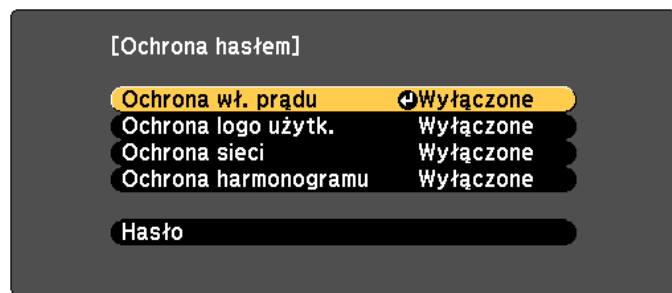 [Ochrona hasłem]
Ochrona wł. prądu Wyłączone
Ochrona logo użytk. Wyłączone
Ochrona sieci Wyłączone
Ochrona harmonogramu Wyłączone
Hasło